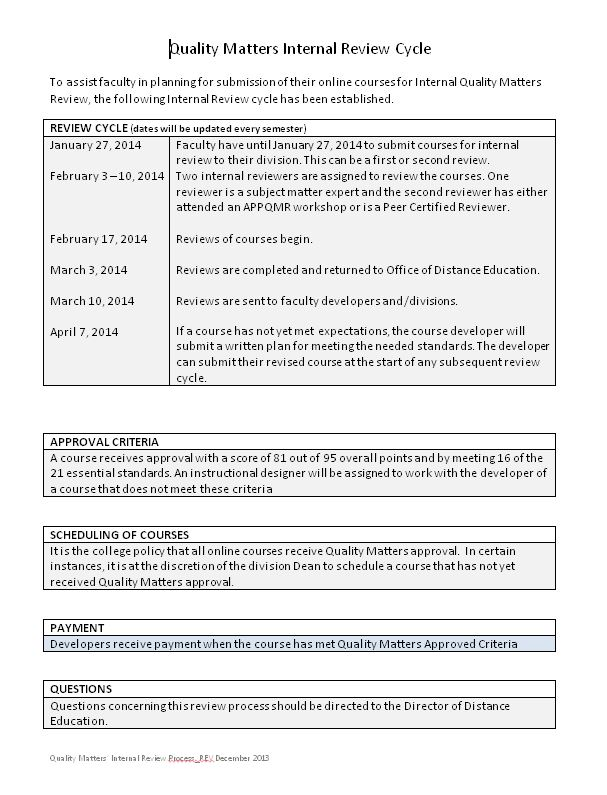 Quality Matters Internal Review Cycle
To assist faculty in planning for submission of their online courses for Internal Quality Matters
Review, the following Internal Review cycle has been established.
REVIEW CYCLE (dates will be updated every semester)
January 27, 2014 Faculty have until January 27, 2014 to submit courses for internal
review to their division. This can be a first or second review.
February 3–10, 2014 Two internal reviewers are assigned to review the courses. One
reviewer is a subject matter expert and the second reviewer has either
attended an APPQMR workshop or is a Peer Certified Reviewer.
February 17, 2014 Reviews of courses begin.
March 3, 2014 Reviews are completed and returned to Office of Distance Education.
March 10, 2014 Reviews are sent to faculty developers and/divisions.
April 7, 2014 If a course has not yet met expectations, the course developer will
submit a written plan for meeting the needed standards. The developer
can submit their revised course at the start of any subsequent review
cycle.
APPROVAL CRITERIA
A course receives approval with a score of 81 out of 95 overall points and by meeting 16 of the
21 essential standards. An instructional designer will be assigned to work with the developer of
a course that does not meet these criteria
SCHEDULING OF COURSES
It is the college policy that all online courses receive Quality Matters approval. In certain
instances, it is at the discretion of the division Dean to schedule a course that has not yet
received Quality Matters approval.
PAYMENT
Developers receive payment when the course has met Quality Matters Approved Criteria
QUESTIONS
Questions concerning this review process should be directed to the Director of Distance
Education.
Quality Matters' Internal Review Process_REV December 2013